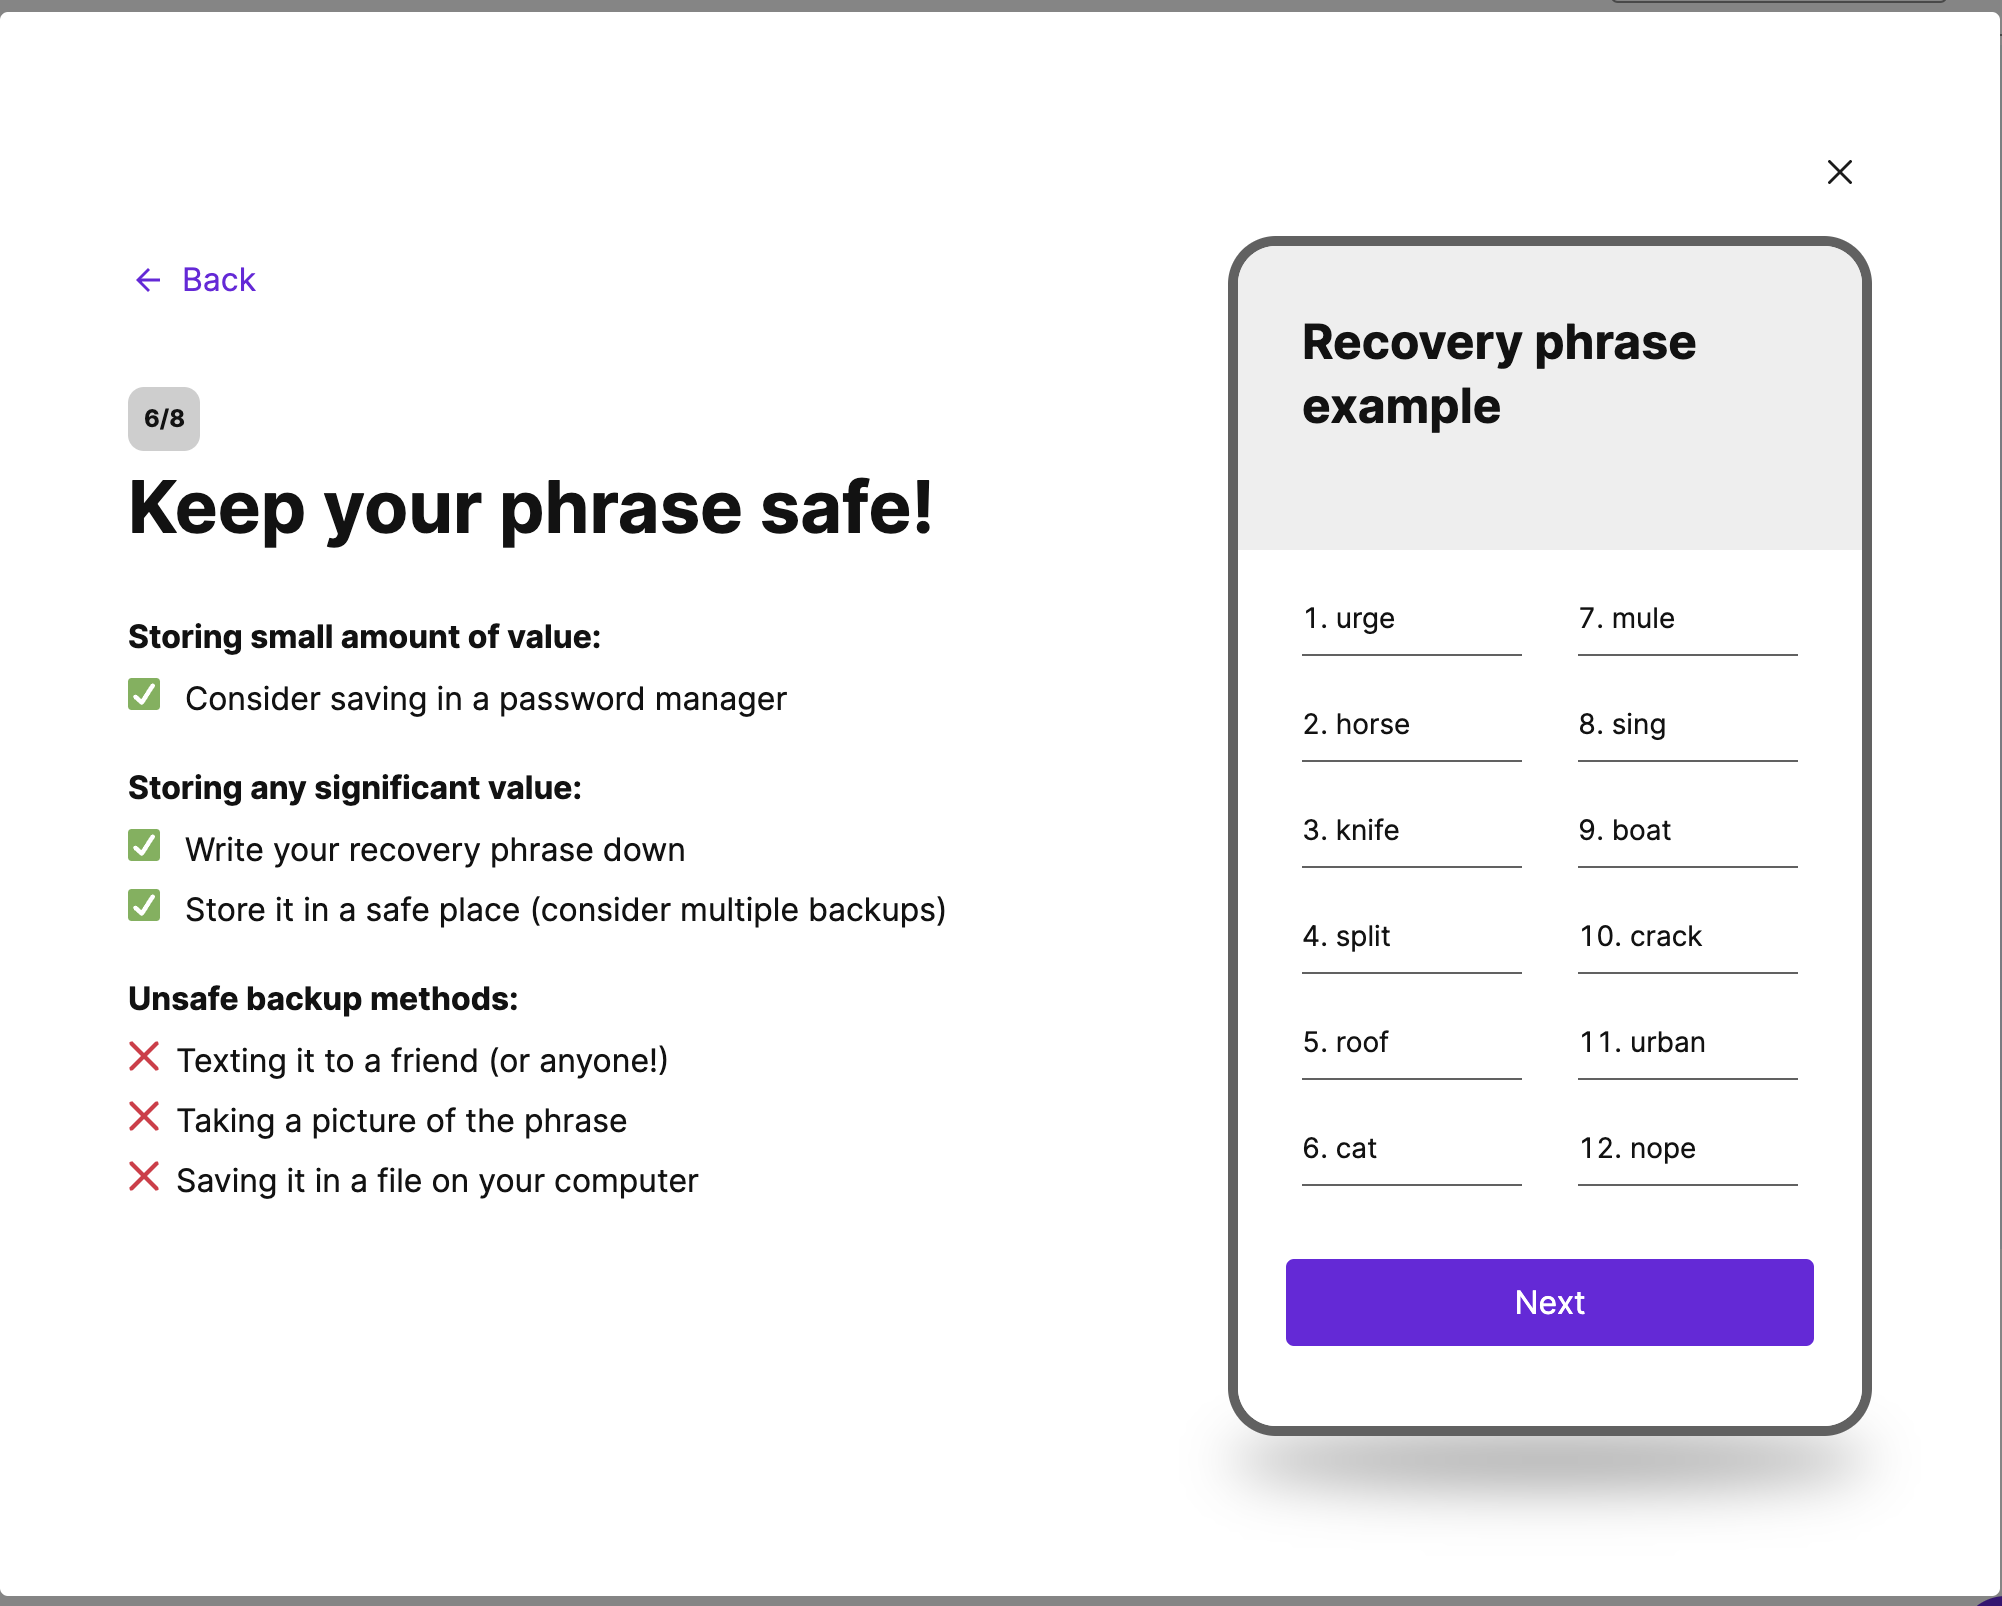 ← Back
6/8
Keep your phrase safe!
Storing small amount of value:
✅ Consider saving in a password manager
Storing any significant value:
✅ Write your recovery phrase down
✅ Store it in a safe place (consider multiple backups)
Unsafe backup methods:
❌ Texting it to a friend (or anyone!)
❌ Taking a picture of the phrase
❌ Saving it in a file on your computer
Recovery phrase
example
1. urge
2. horse
3. knife
4. split
5. roof
6. cat
7. mule
8. sing
9. boat
10. crack
11. urban
12. nope
Next